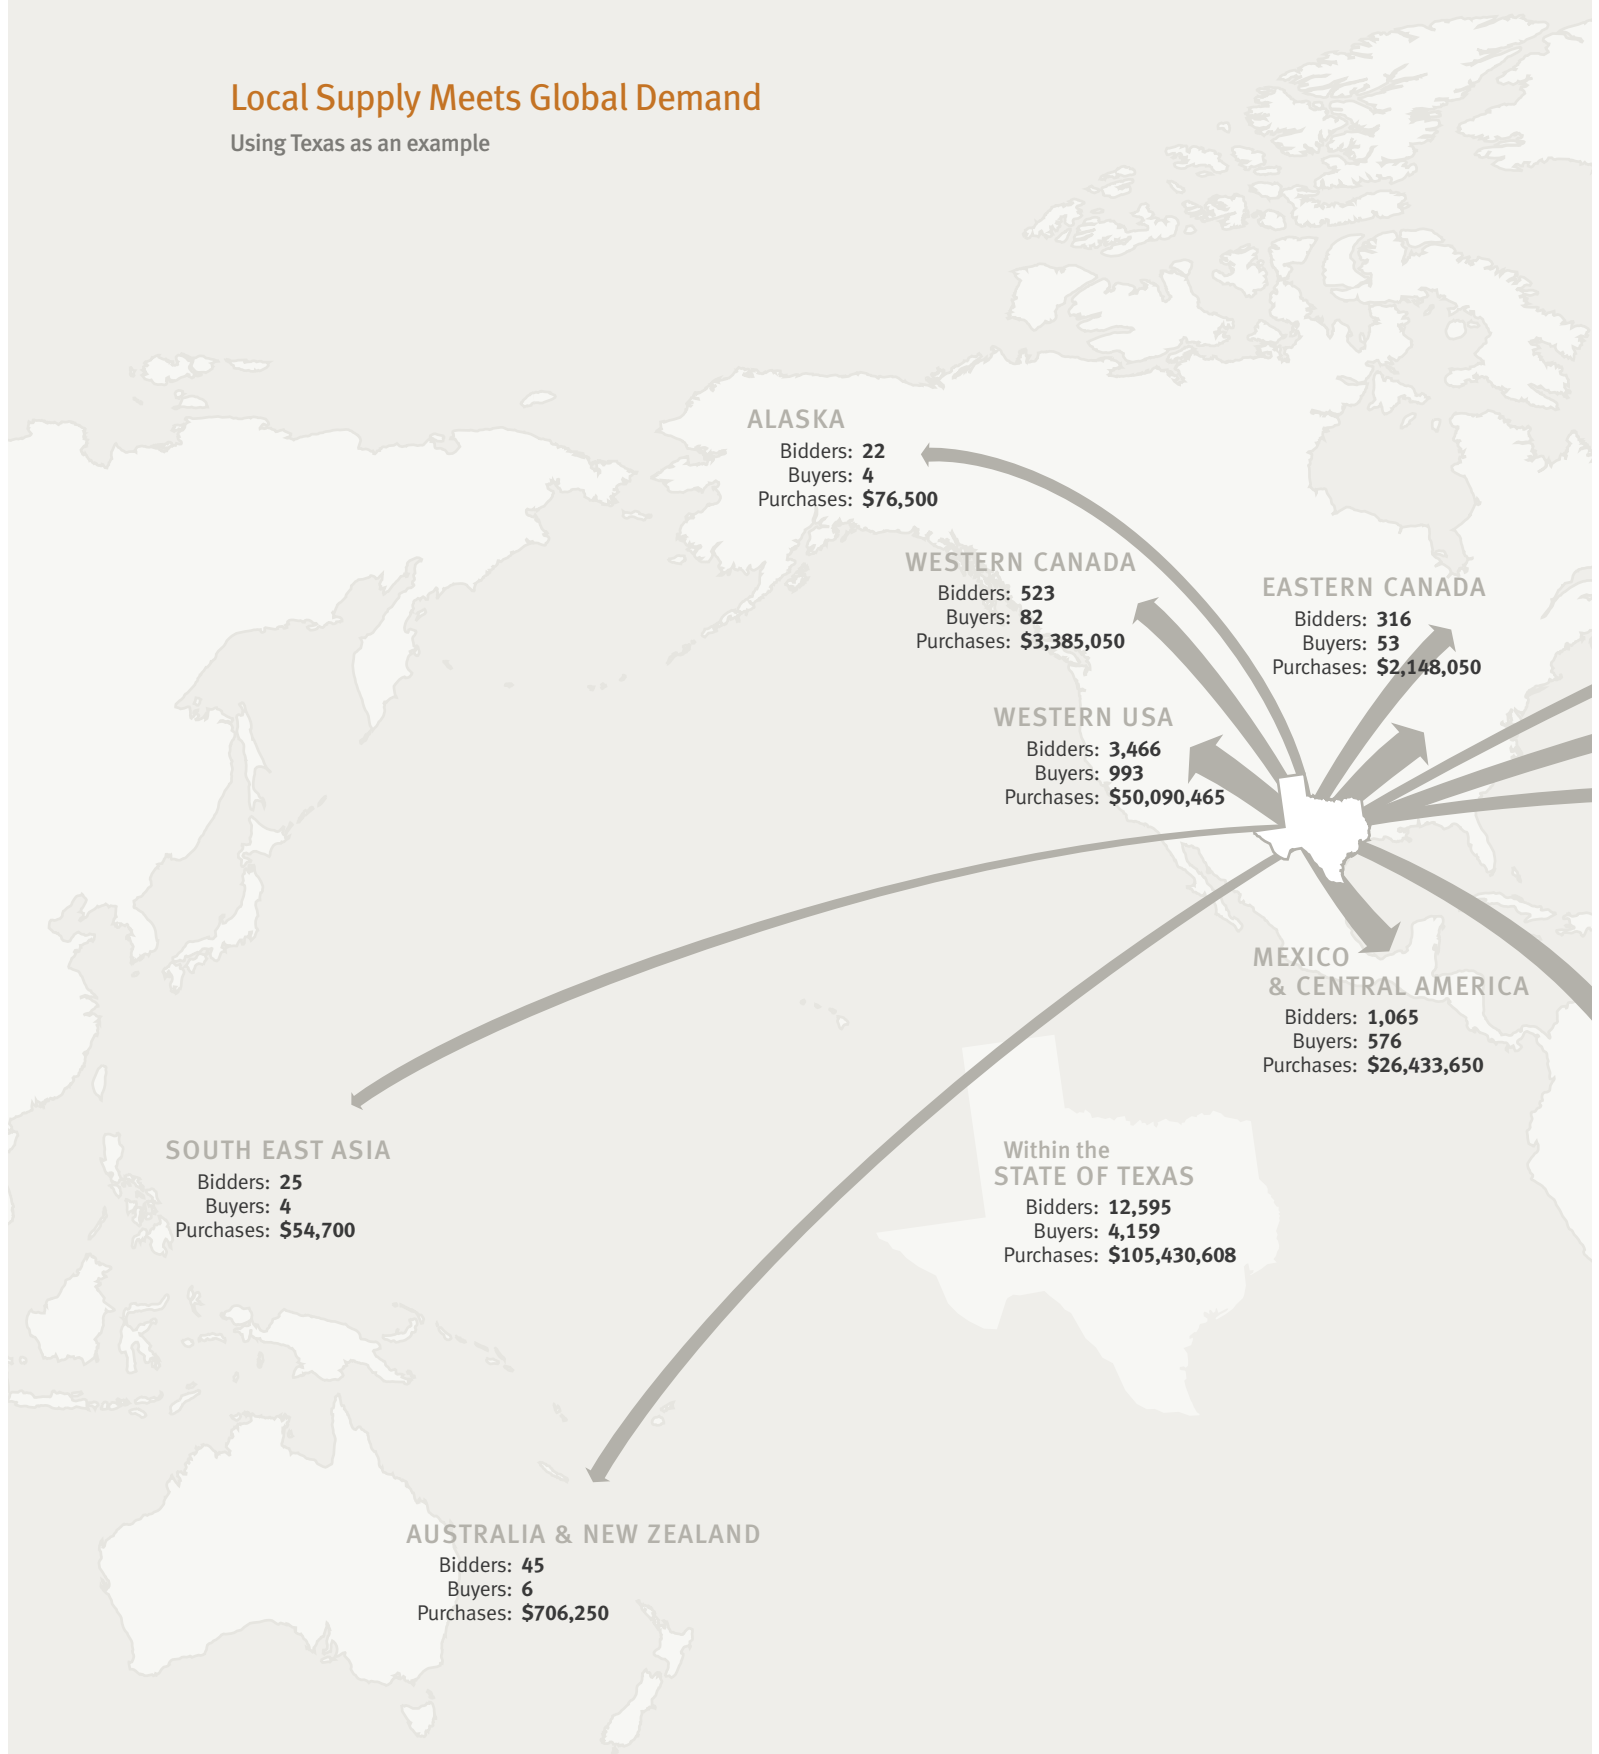 Local Supply Meets Global Demand
Using Texas as an example
ALASKA
Bidders: 22
Buyers: 4
Purchases: $76,500
WESTERN CANADA
Bidders: 523
Buyers: 82
Purchases: $3,385,050
EASTERN CANADA
Bidders: 316
Buyers: 53
Purchases: $2,148,050
WESTERN USA
Bidders: 3,466
Buyers: 993
Purchases: $50,090,465
MEXICO
& CENTRAL AMERICA
Bidders: 1,065
Buyers: 576
Purchases: $26,433,650
SOUTH EAST ASIA
Bidders: 25
Buyers: 4
Purchases: $54,700
Within the
STATE OF TEXAS
Bidders: 12,595
Buyers: 4,159
Purchases: $105,430,608
AUSTRALIA & NEW ZEALAND
Bidders: 45
Buyers: 6
Purchases: $706,250